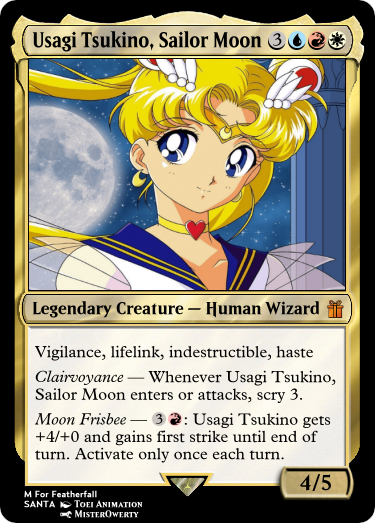 Usagi Tsukino, Sailor Moon 3
Legendary Creature — Human Wizard
Vigilance, lifelink, indestructible, haste
Clairvoyance — Whenever Usagi Tsukino,
Sailor Moon enters or attacks, scry 3.
Moon Frisbee — 3: Usagi Tsukino gets
+4/+0 and gains first strike until end of
turn. Activate only once each turn.
4/5
M For Featherfall
SANTA Toei Animation
MisterOwerty